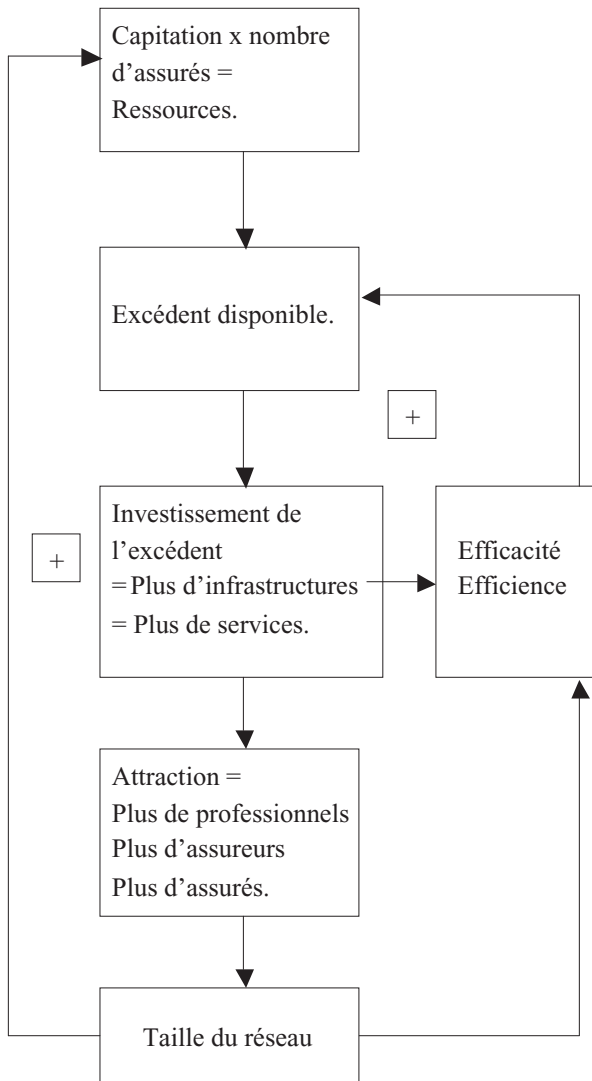 Capitation x nombre
d’assurés =
Ressources.
Excédent disponible.
+
Investissement de
l’excédent
= Plus d’infrastructures
= Plus de services.
Efficacité
Efficience
+
Attraction =
Plus de professionnels
Plus d’assureurs
Plus d’assurés.
Taille du réseau